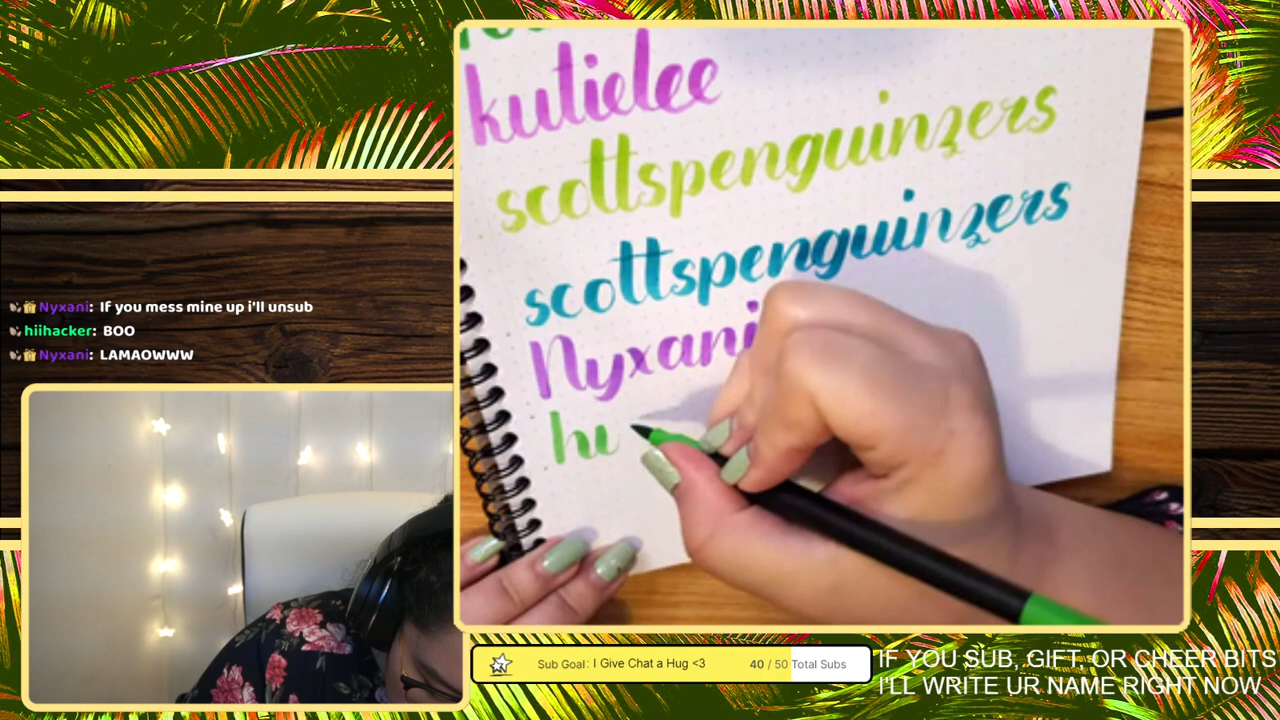 kutielee
scottspenguinzers
scottspenguinzers
Nyxani
hi
Nyxani: If you mess mine up i'll unsub
hiihacker: BOO
Nyxani: LAMAOWWW
Sub Goal: I Give Chat a Hug <3 40 / 50 Total Subs
IF YOU SUB, GIFT, OR CHEER BITS
I'LL WRITE UR NAME RIGHT NOW